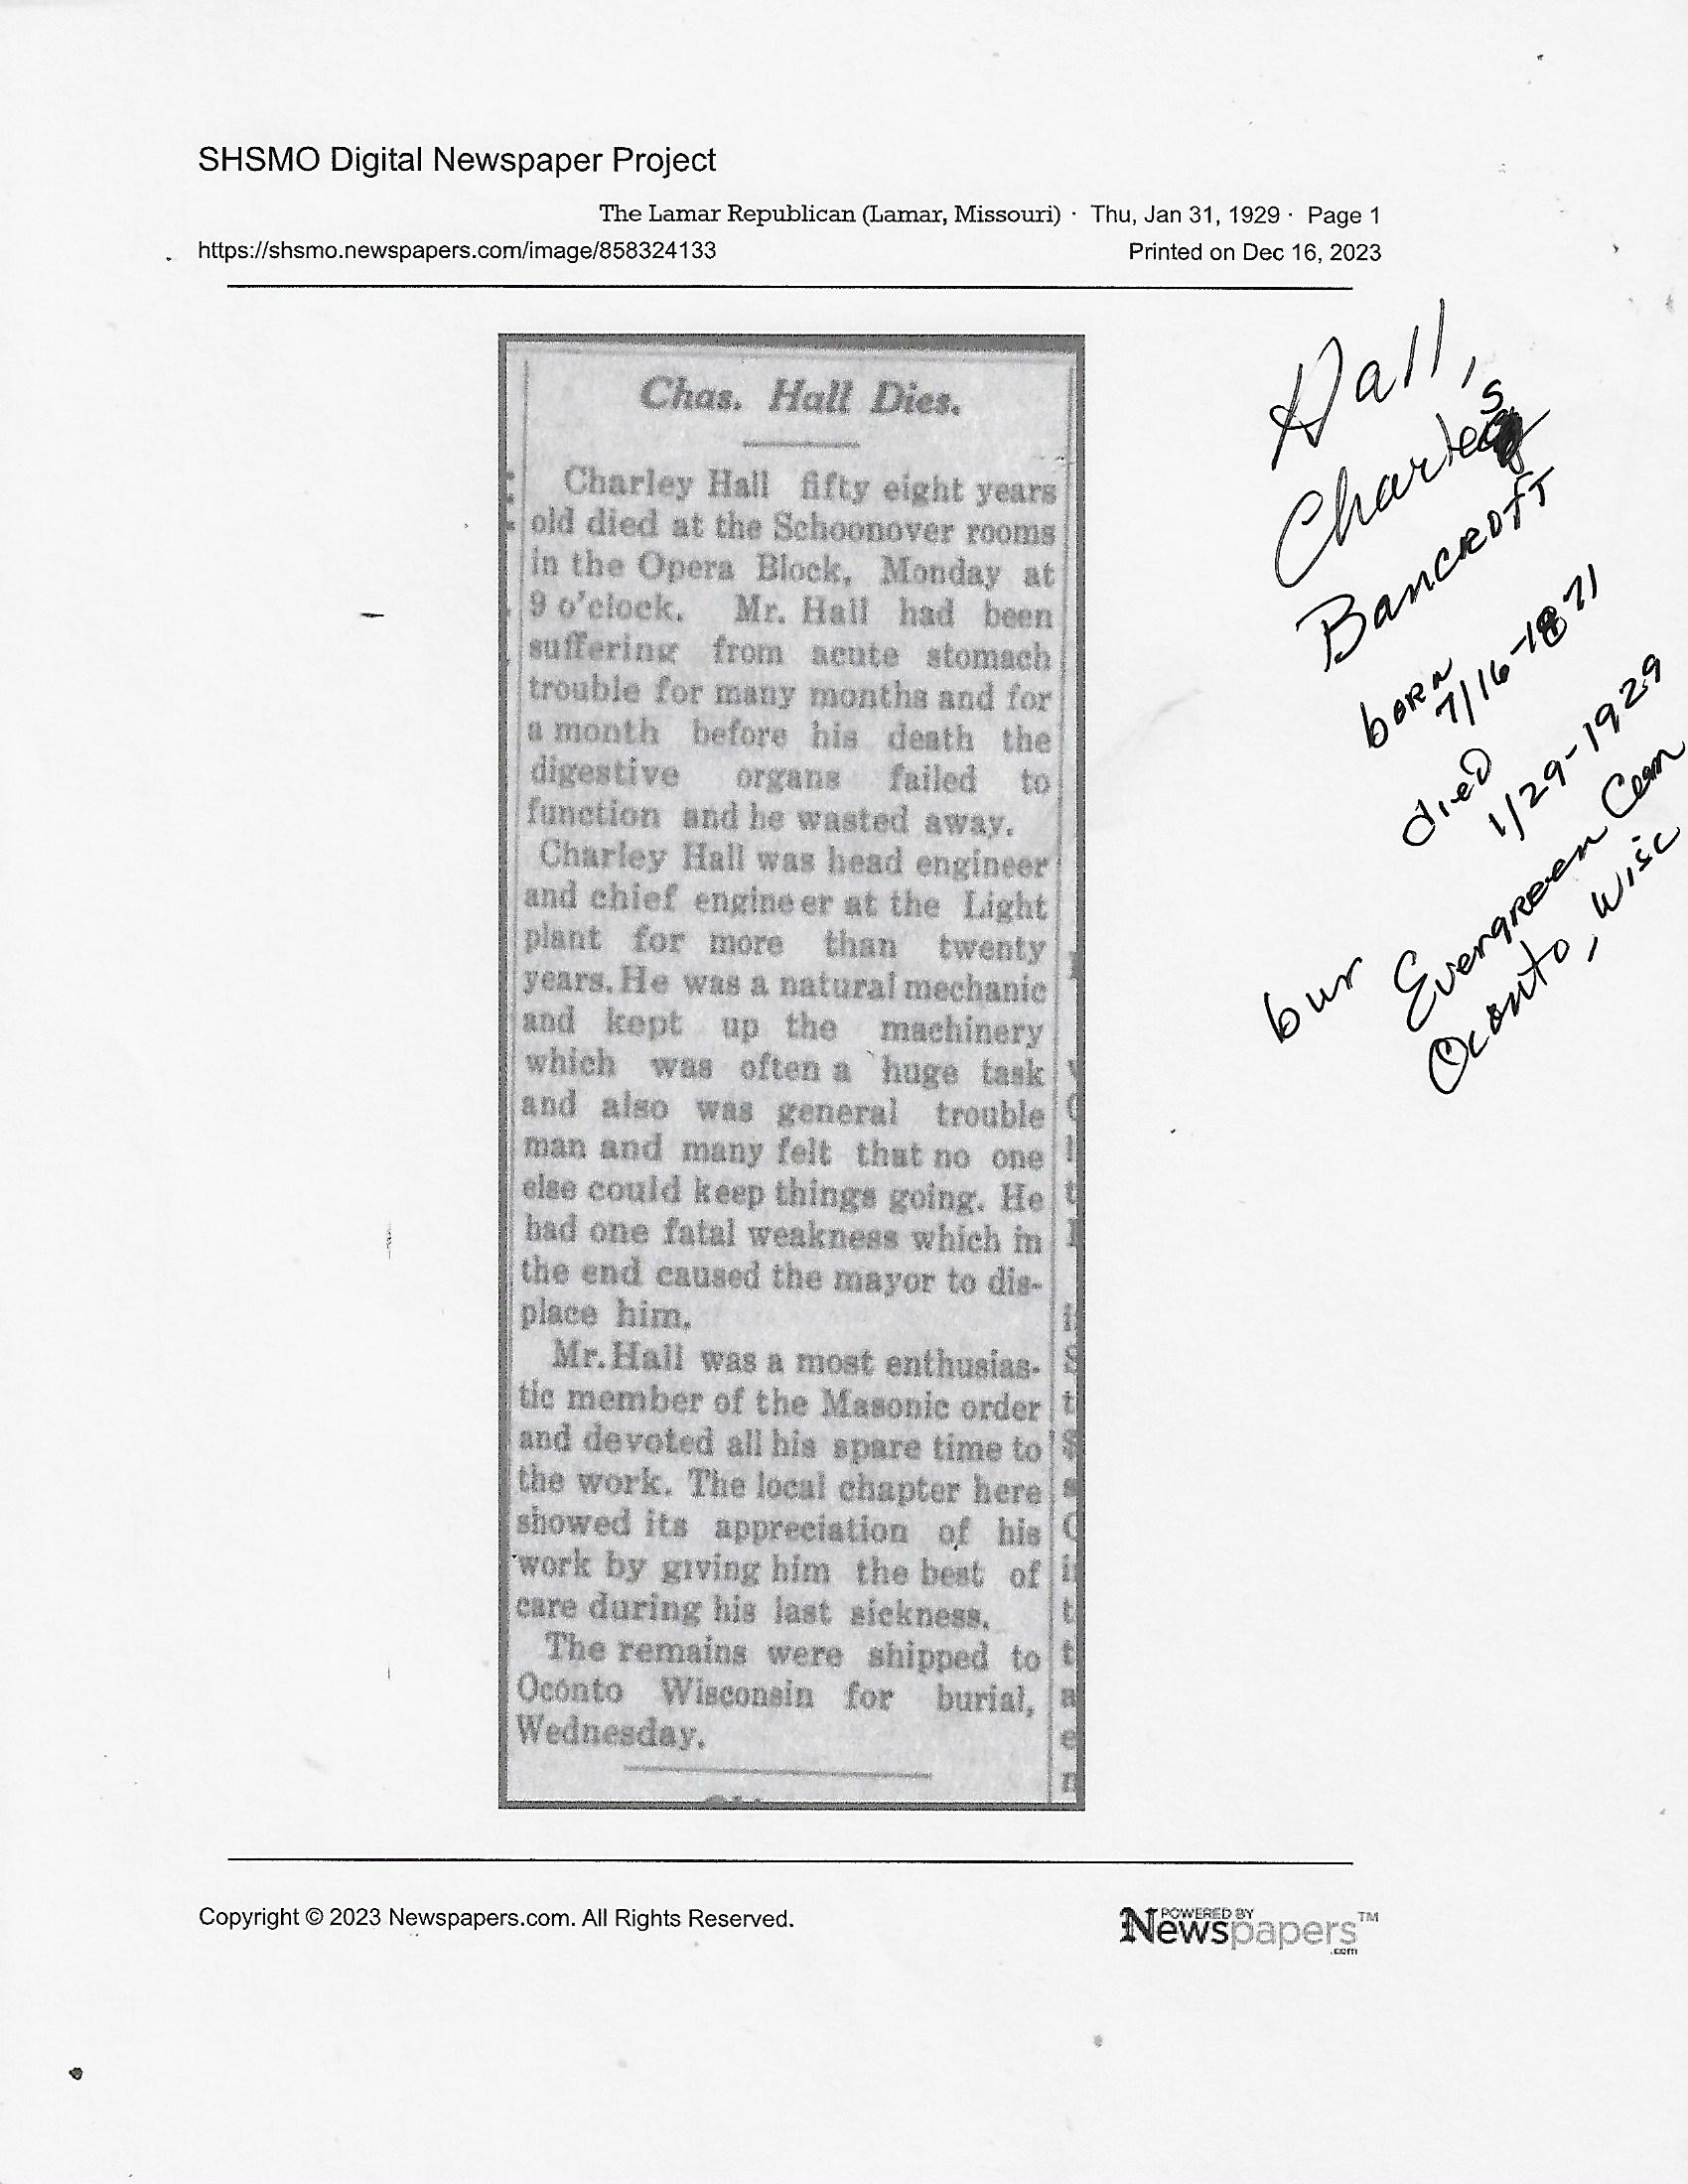 SHSMO Digital Newspaper Project
The Lamar Republican (Lamar, Missouri) · Thu, Jan 31, 1929 · Page 1
https://shsmo.newspapers.com/image/858324133
Printed on Dec 16, 2023
Chas. Hall Dies.
Charley Hall fifty eight years
old died at the Schoonover rooms
in the Opera Block, Monday at
9 o'clock. Mr. Hall had been
suffering from acute stomach
trouble for many months and for
a month before his death the
digestive organs failed to
function and he wasted away.
Charley Hall was head engineer
and chief engineer at the Light
plant for more than twenty
years. He was a natural mechanic
and kept up the machinery
which was often a huge task
and also was general trouble
man and many felt that no one
else could keep things going. He
had one fatal weakness which in
the end caused the mayor to dis-
place him.
Mr. Hall was a most enthusias-
tic member of the Masonic order
and devoted all his spare time to
the work. The local chapter here
showed its appreciation of his
work by giving him the best of
care during his last sickness.
The remains were shipped to
Oconto Wisconsin for burial,
Wednesday.
Hall,
Charles
Bancroft
born
7/16-1871
died
1/29-1929
bur Evergreen Cem
Oconto, Wisc
Copyright © 2023 Newspapers.com. All Rights Reserved.
POWERED BY
Newspapers™
.com